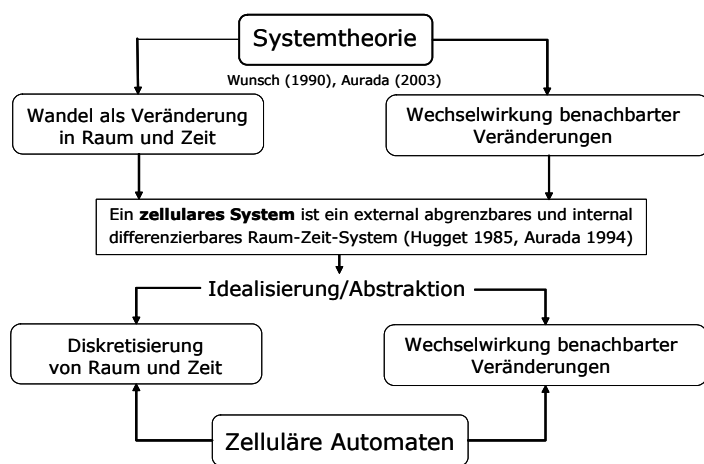 Systemtheorie
Wunsch (1990), Aurada (2003)
Wandel als Veränderung
in Raum und Zeit
Wechselwirkung benachbarter
Veränderungen
Ein zellulares System ist ein external abgrenzbares und internal
differenzierbares Raum-Zeit-System (Hugget 1985, Aurada 1994)
Idealisierung/Abstraktion
Diskretisierung
von Raum und Zeit
Wechselwirkung benachbarter
Veränderungen
Zelluläre Automaten